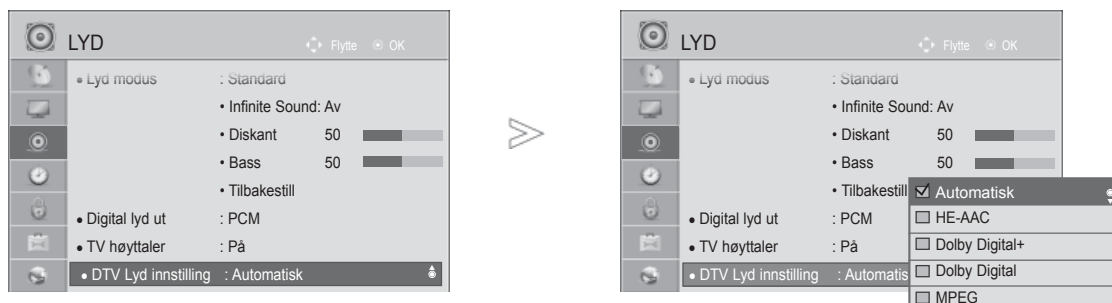 LYD
Flytte OK
• Lyd modus : Standard
• Infinite Sound: Av
• Diskant 50
• Bass 50
• Tilbakestill
• Digital lyd ut : PCM
• TV høyttaler : På
• DTV Lyd innstilling : Automatisk
LYD
Flytte OK
• Lyd modus : Standard
• Infinite Sound: Av
• Diskant 50
• Bass 50
• Tilbakestill
• Digital lyd ut : PCM
• TV høyttaler : På
• DTV Lyd innstilling : Automatis
Automatisk
HE-AAC
Dolby Digital+
Dolby Digital
MPEG